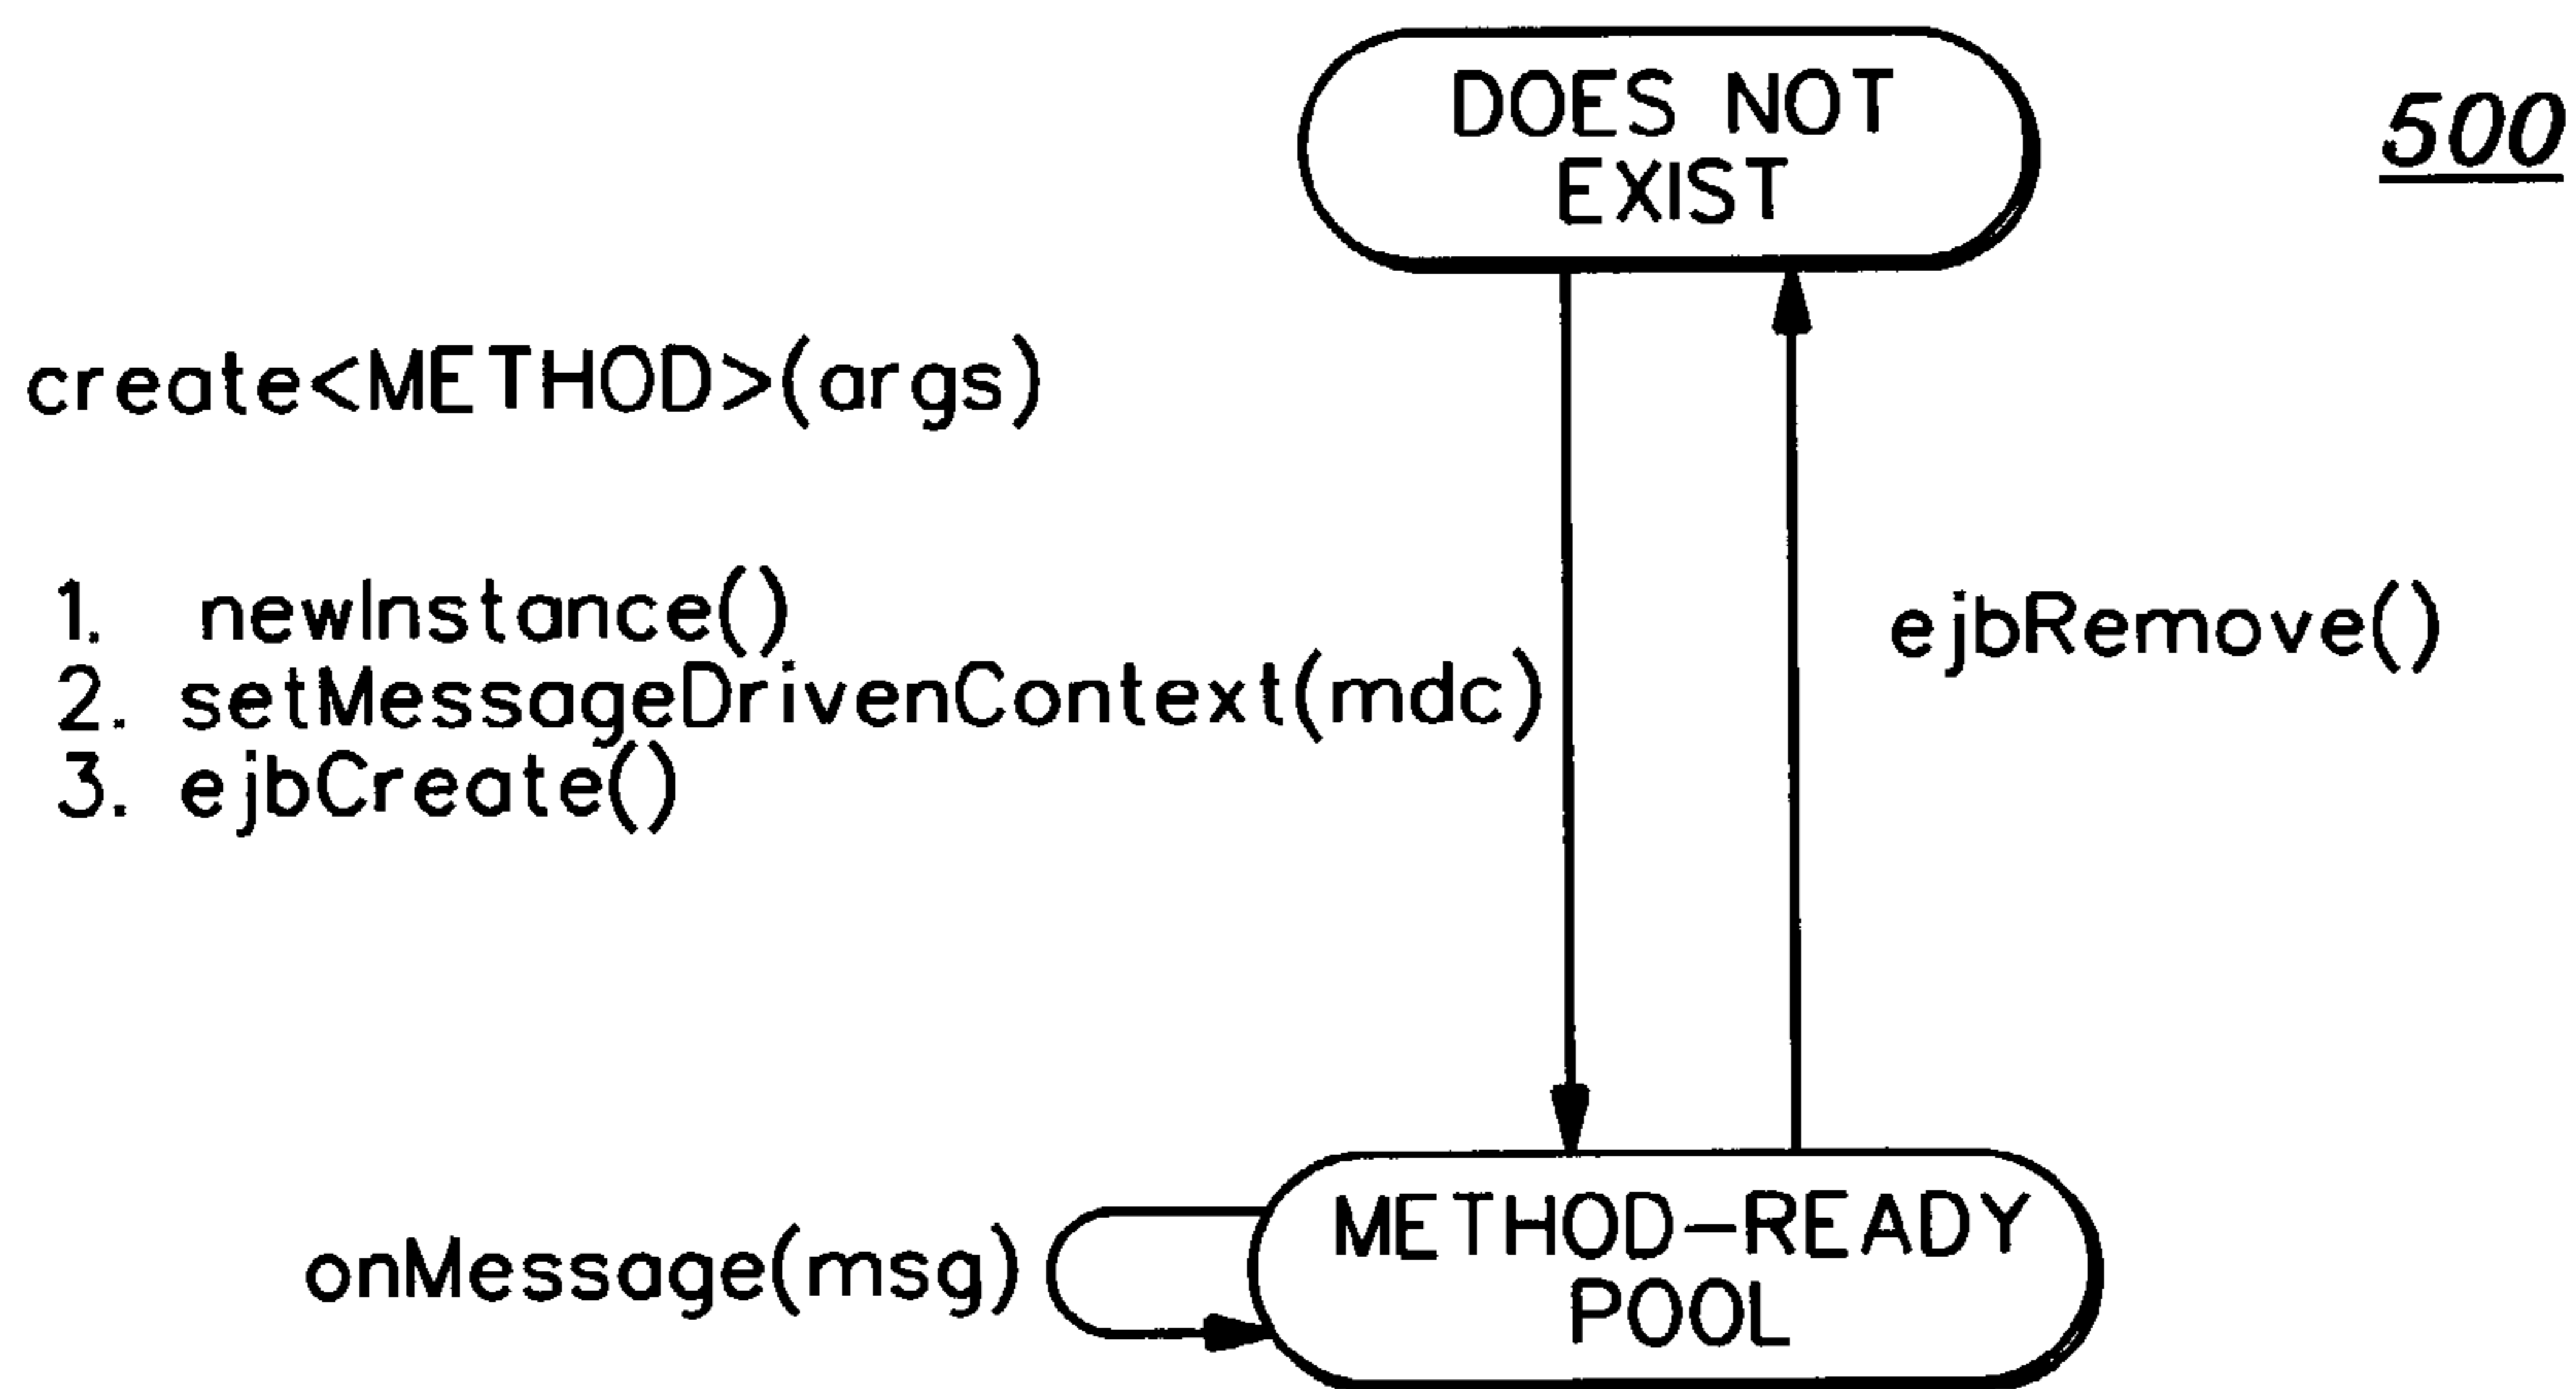 DOES NOT
EXIST
500
create<METHOD>(args)
1. newInstance()
2. setMessageDrivenContext(mdc)
3. ejbCreate()
ejbRemove()
METHOD-READY
POOL
onMessage(msg)